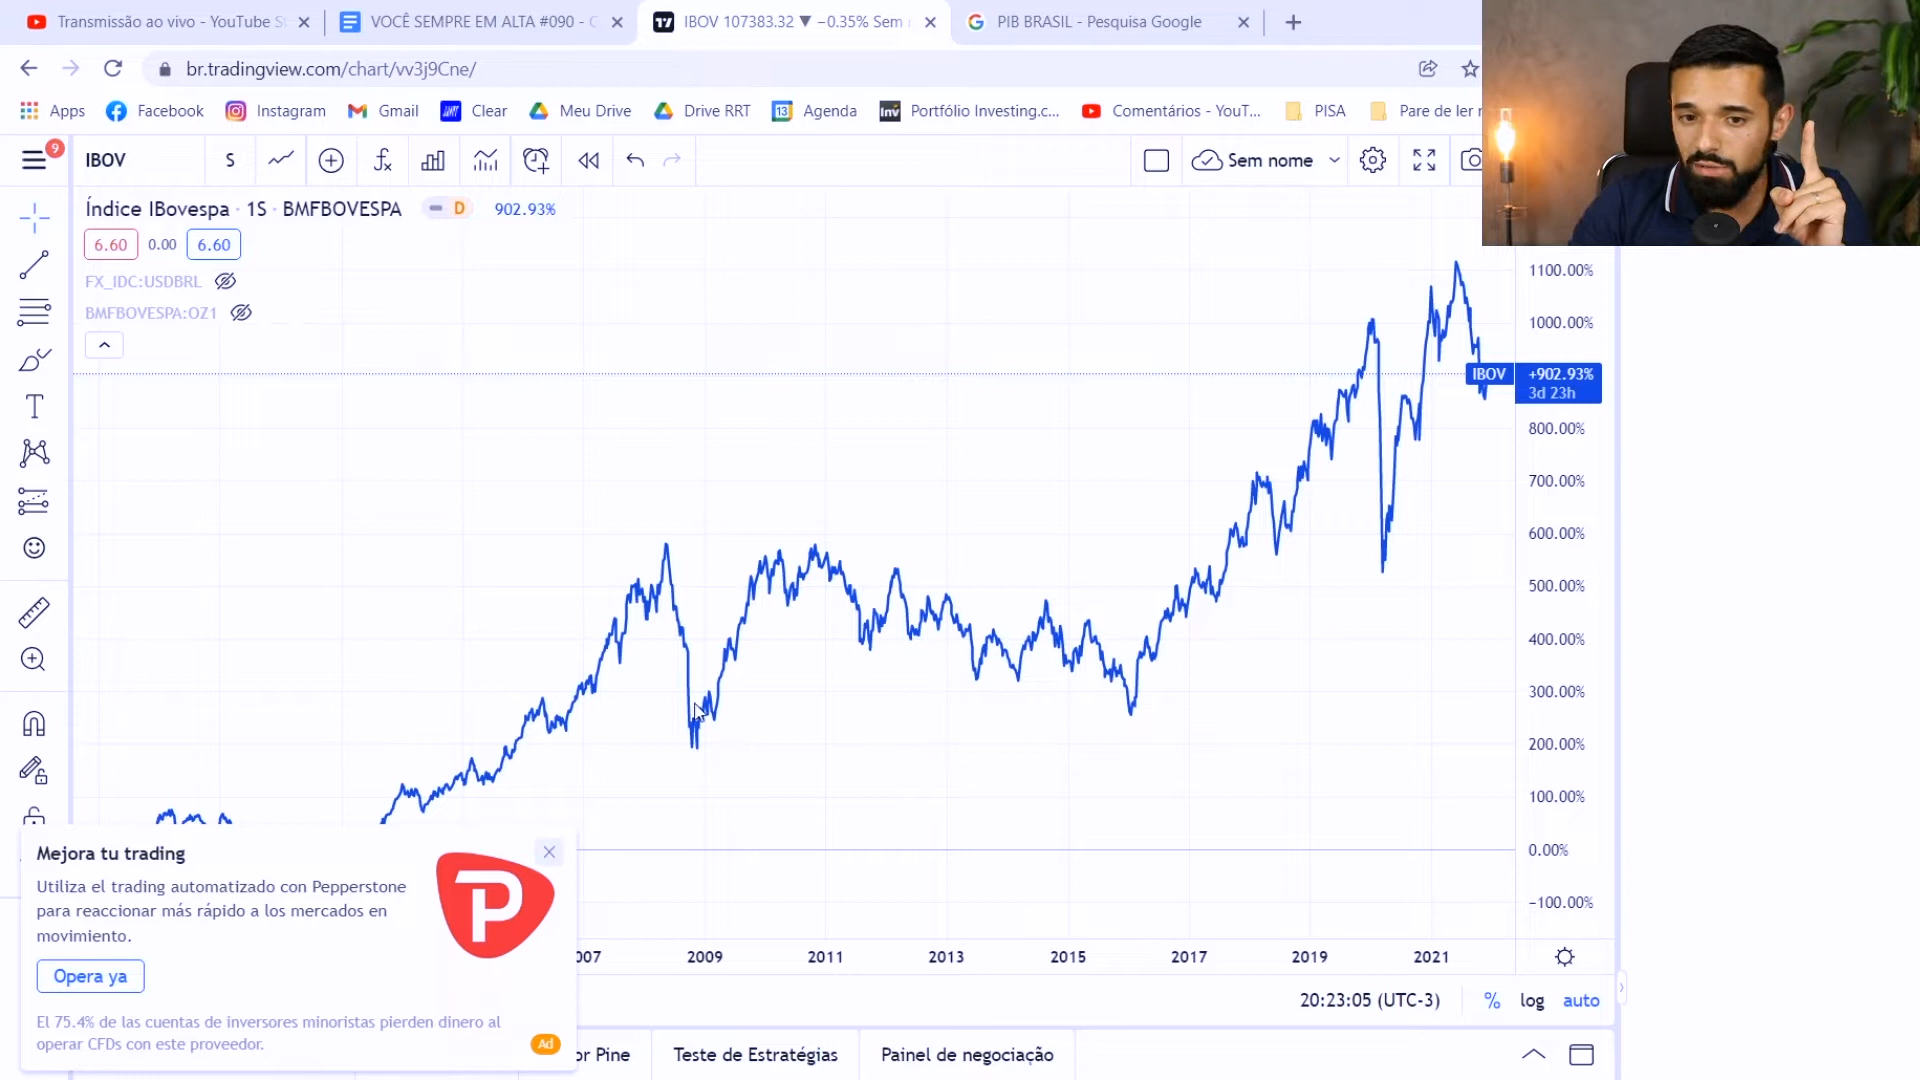 Transmissão ao vivo - YouTube S
VOCÊ SEMPRE EM ALTA #090 -
IBOV 107383.32 ▼ −0.35% Sem
PIB BRASIL - Pesquisa Google
br.tradingview.com/chart/vv3j9Cne/
Apps
Facebook
Instagram
Gmail
Clear
Meu Drive
Drive RRT
13
Agenda
Inv
Portfólio Investing.c...
Comentários - YouT...
PISA
Pare de ler
9
IBOV
S
Sem nome
Índice IBovespa · 1S · BMFBOVESPA
D
902.93%
6.60
0.00
6.60
FX_IDC:USDBRL
BMFBOVESPA:OZ1
1100.00%
1000.00%
IBOV
+902.93%
3d 23h
800.00%
700.00%
600.00%
500.00%
400.00%
300.00%
200.00%
100.00%
0.00%
−100.00%
Mejora tu trading
Utiliza el trading automatizado con Pepperstone
para reaccionar más rápido a los mercados en
movimiento.
Opera ya
El 75.4% de las cuentas de inversores minoristas pierden dinero al
operar CFDs con este proveedor.
Ad
007
2009
2011
2013
2015
2017
2019
2021
20:23:05 (UTC-3)
%
log
auto
or Pine
Teste de Estratégias
Painel de negociação